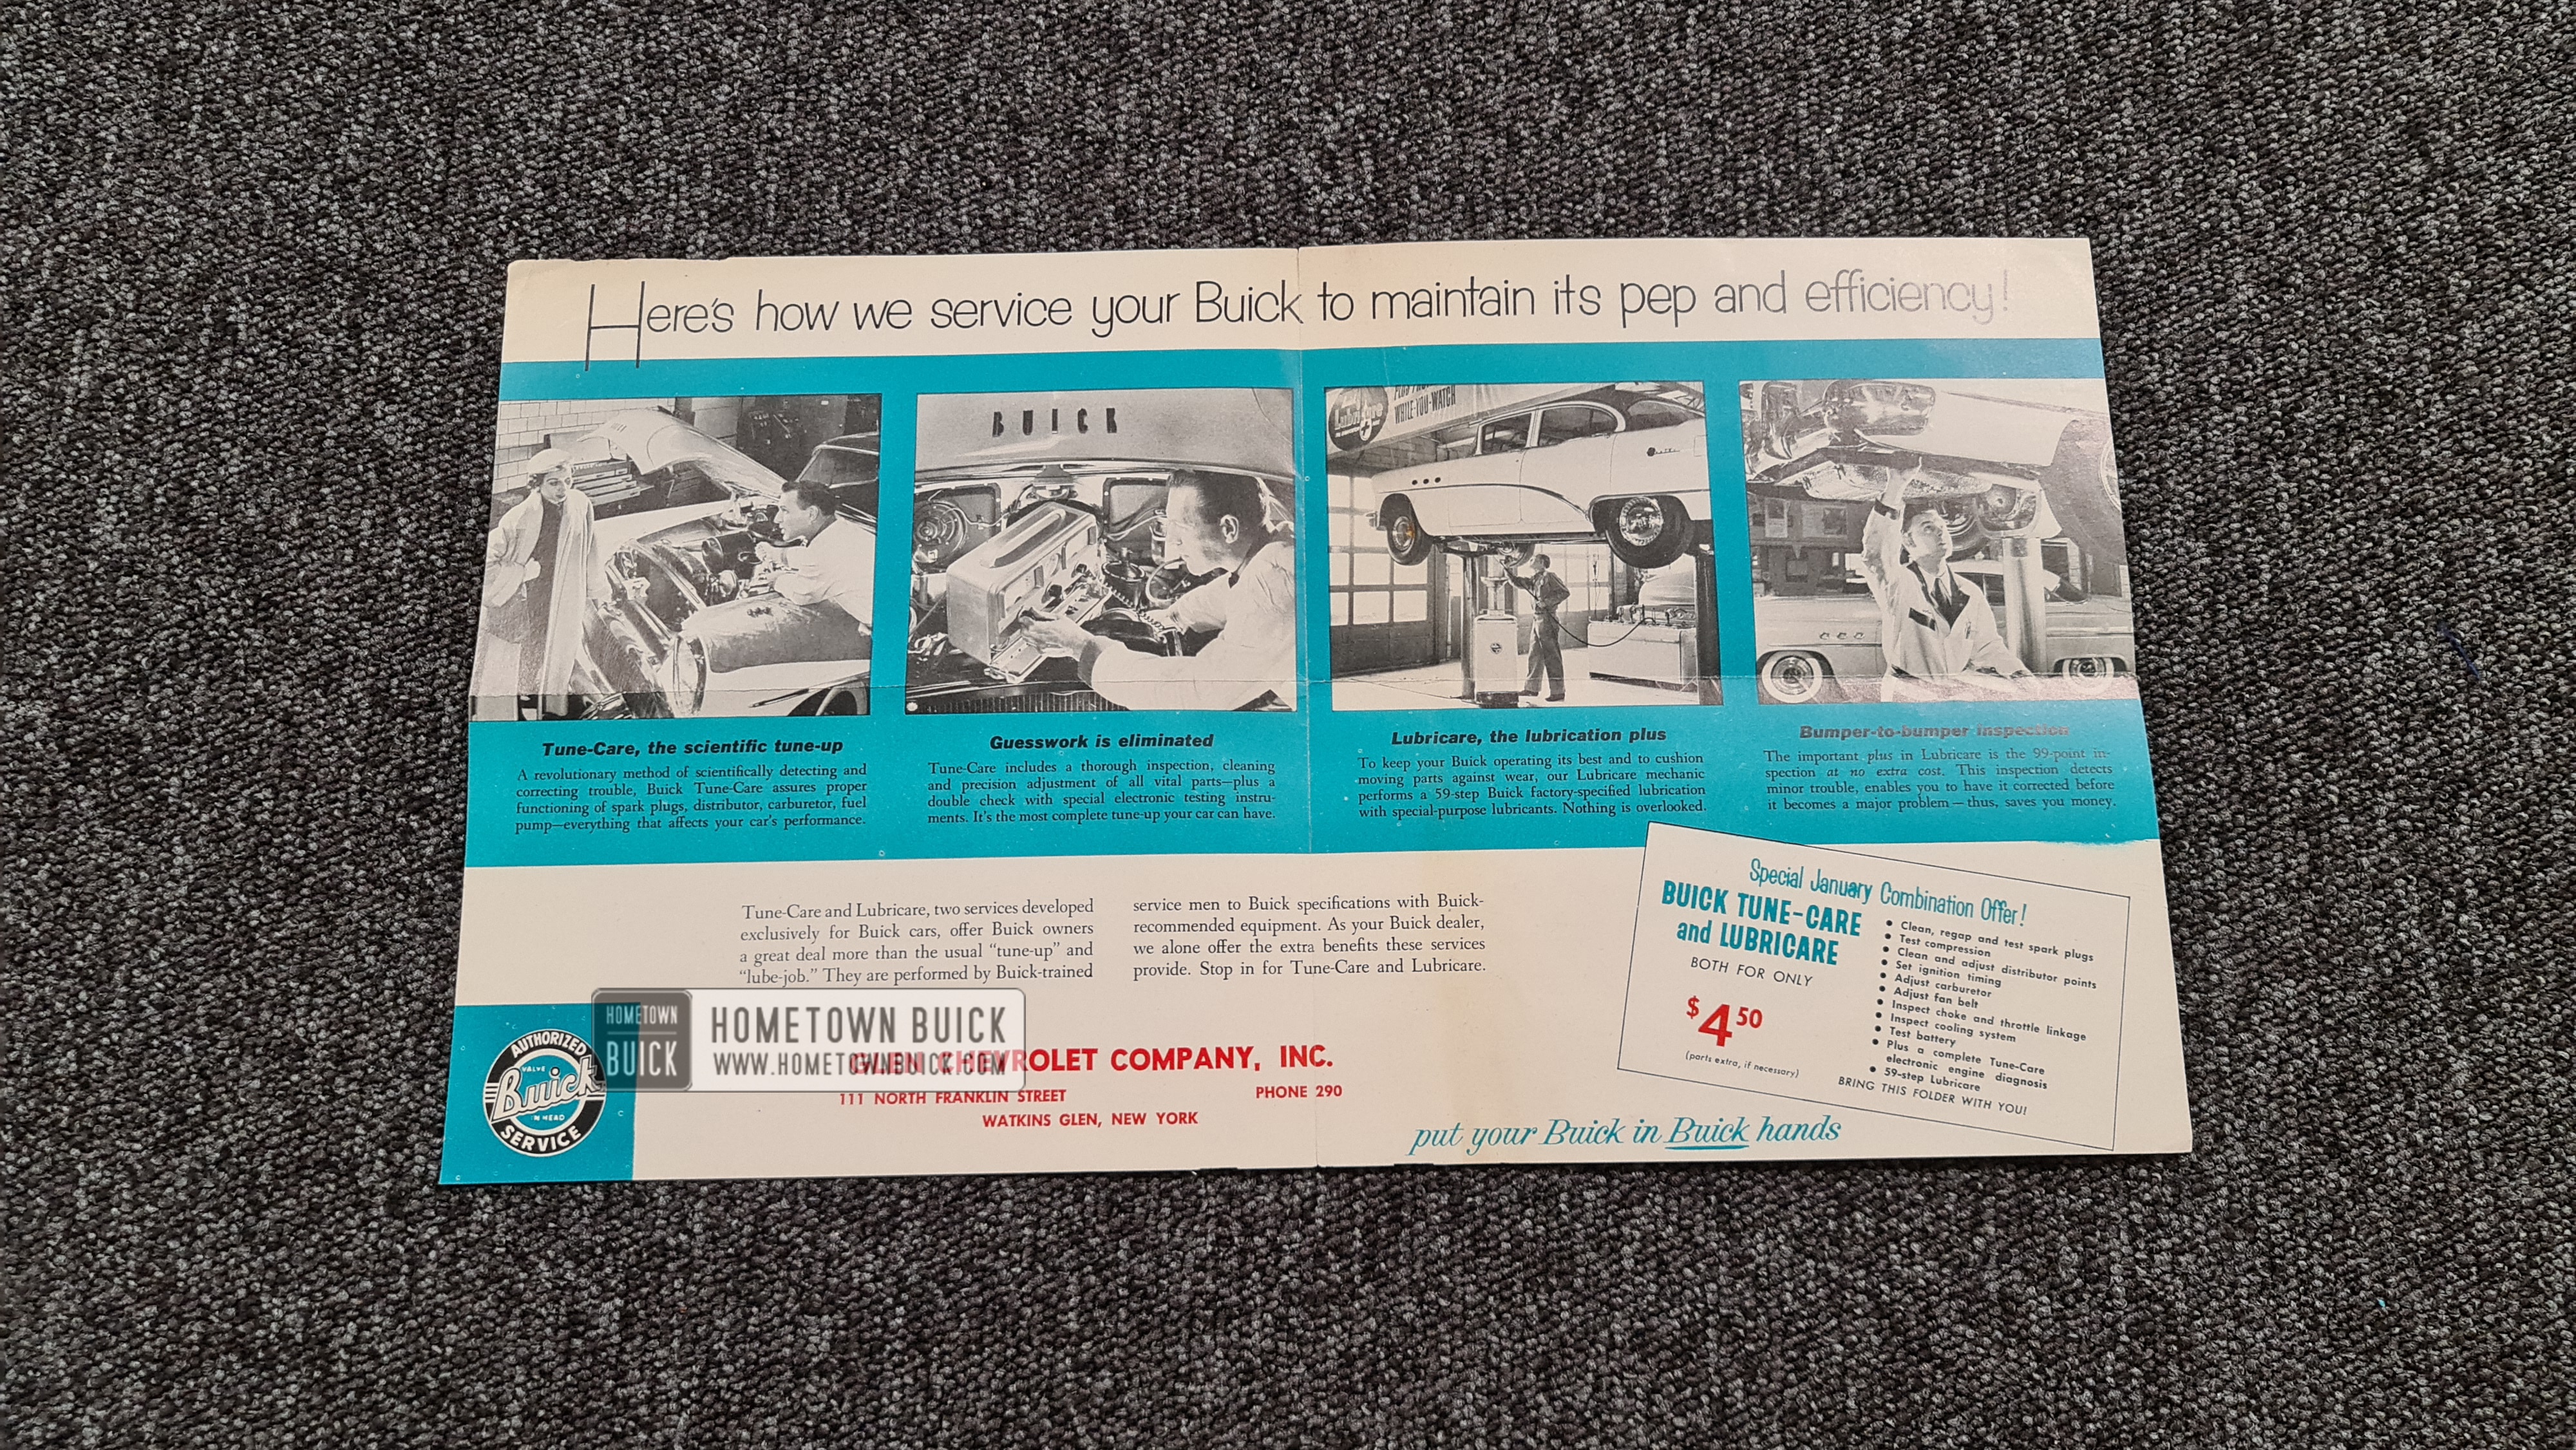 Here's how we service your Buick to maintain its pep and efficiency!
BUICK
WHILE-YOU-WATCH
Tune-Care, the scientific tune-up
A revolutionary method of scientifically detecting and
correcting trouble, Buick Tune-Care assures proper
functioning of spark plugs, distributor, carburetor, fuel
pump—everything that affects your car's performance.
Guesswork is eliminated
Tune-Care includes a thorough inspection, cleaning
and precision adjustment of all vital parts—plus a
double check with special electronic testing instru-
ments. It's the most complete tune-up your car can have.
Lubricare, the lubrication plus
To keep your Buick operating its best and to cushion
moving parts against wear, our Lubricare mechanic
performs a 59-step Buick factory-specified lubrication
with special-purpose lubricants. Nothing is overlooked.
Bumper-to-bumper inspection
The important plus in Lubricare is the 99-point in-
spection at no extra cost. This inspection detects
minor trouble, enables you to have it corrected before
it becomes a major problem—thus, saves you money.
Tune-Care and Lubricare, two services developed
exclusively for Buick cars, offer Buick owners
a great deal more than the usual "tune-up" and
"lube-job." They are performed by Buick-trained
service men to Buick specifications with Buick-
recommended equipment. As your Buick dealer,
we alone offer the extra benefits these services
provide. Stop in for Tune-Care and Lubricare.
Special January Combination Offer!
BUICK TUNE-CARE
and LUBRICARE
BOTH FOR ONLY
$4.50
(parts extra, if necessary)
• Clean, regap and test spark plugs
• Test compression
• Clean and adjust distributor points
• Set ignition timing
• Adjust carburetor
• Adjust fan belt
• Inspect choke and throttle linkage
• Inspect cooling system
• Test battery
• Plus a complete Tune-Care
electronic engine diagnosis
• 59-step Lubricare
BRING THIS FOLDER WITH YOU!
AUTHORIZED
VALVE
Buick
IN HEAD
SERVICE
HOMETOWN
BUICK
HOMETOWN BUICK
WWW.HOMETOWNBUICK.COM
GLEN CHEVROLET COMPANY, INC.
111 NORTH FRANKLIN STREET
PHONE 290
WATKINS GLEN, NEW YORK
put your Buick in Buick hands